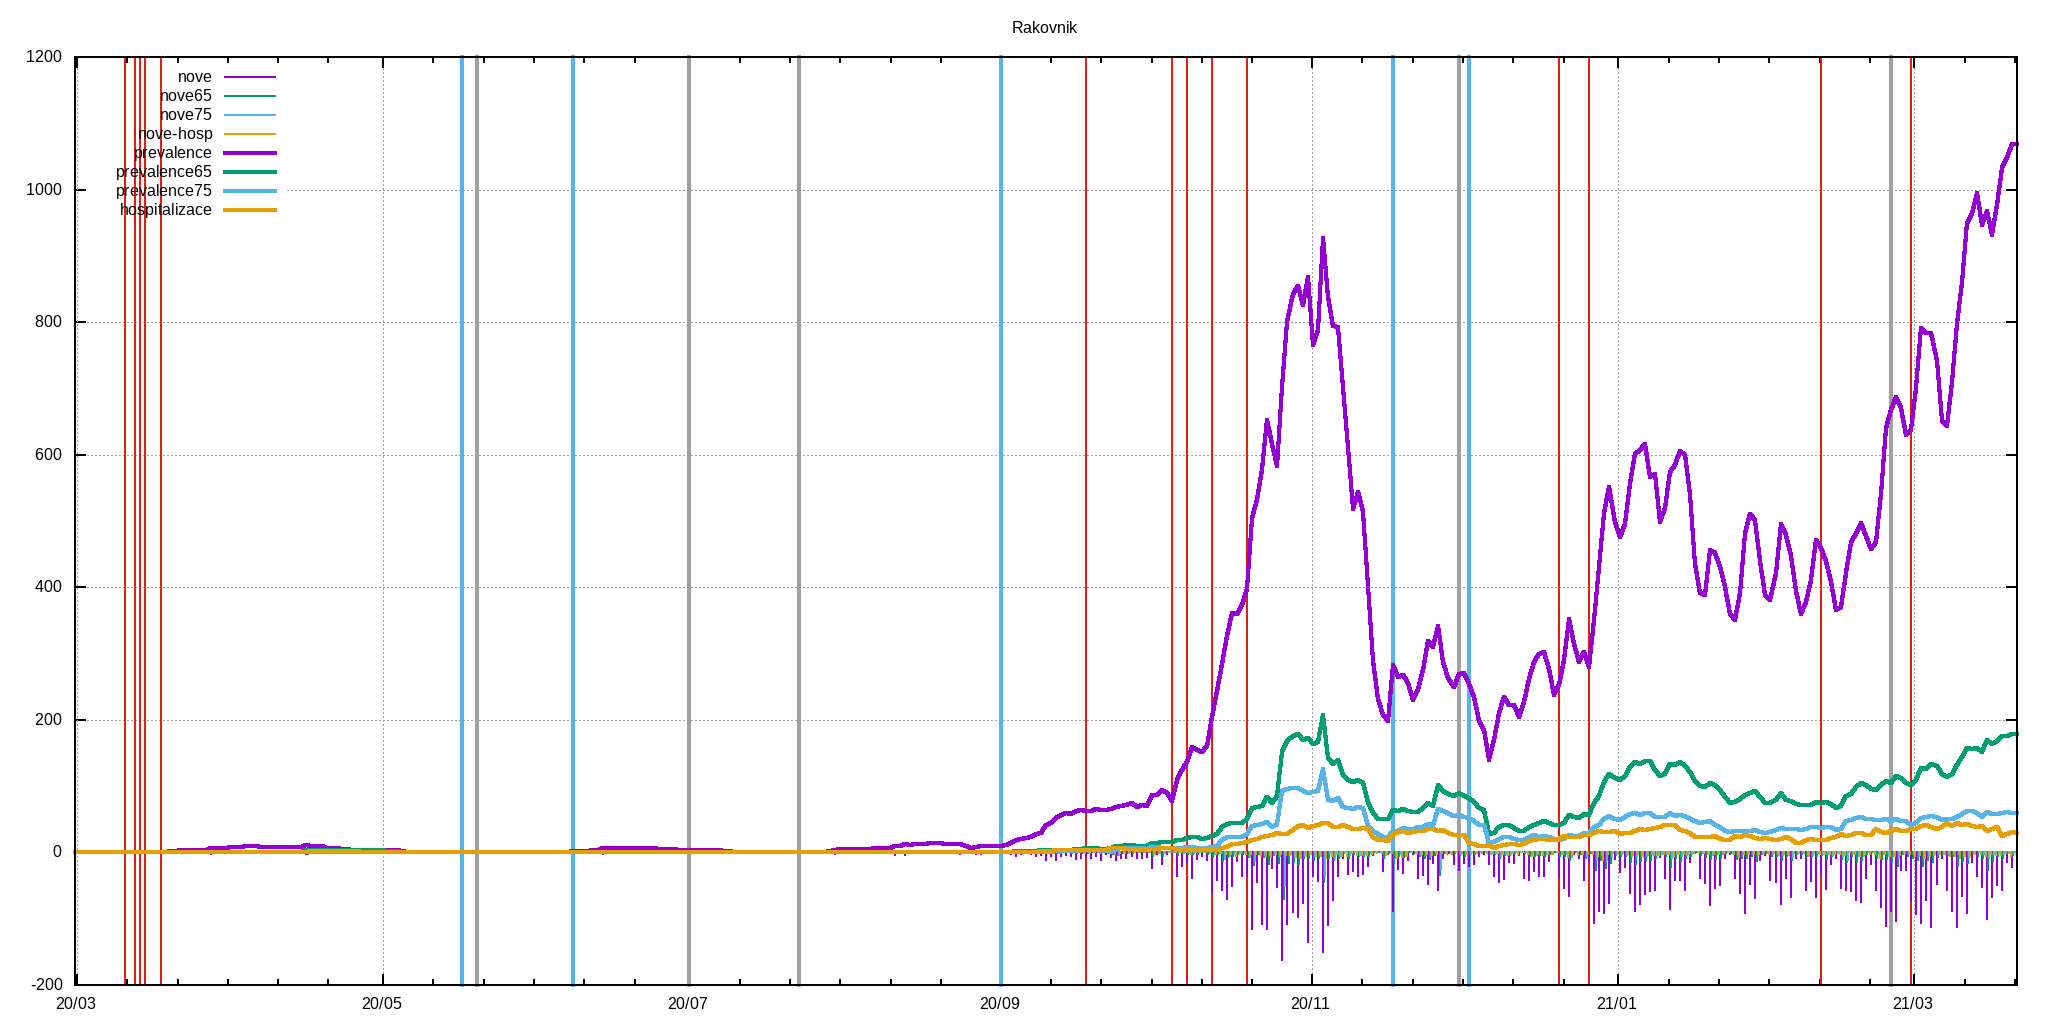 Rakovnik
1200
1000
800
600
400
200
0
-200
nove
nove65
nove75
nove-hosp
prevalence
prevalence65
prevalence75
hospitalizace
20/03
20/05
20/07
20/09
20/11
21/01
21/03